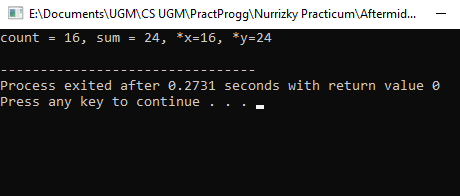 E:\Documents\UGM\CS UGM\PractProgg\Nurrizky Practicum\Aftermid
count = 16, sum = 24, *x=16, *y=24
--------------------------------
Process exited after 0.2731 seconds with return value 0
Press any key to continue . . .